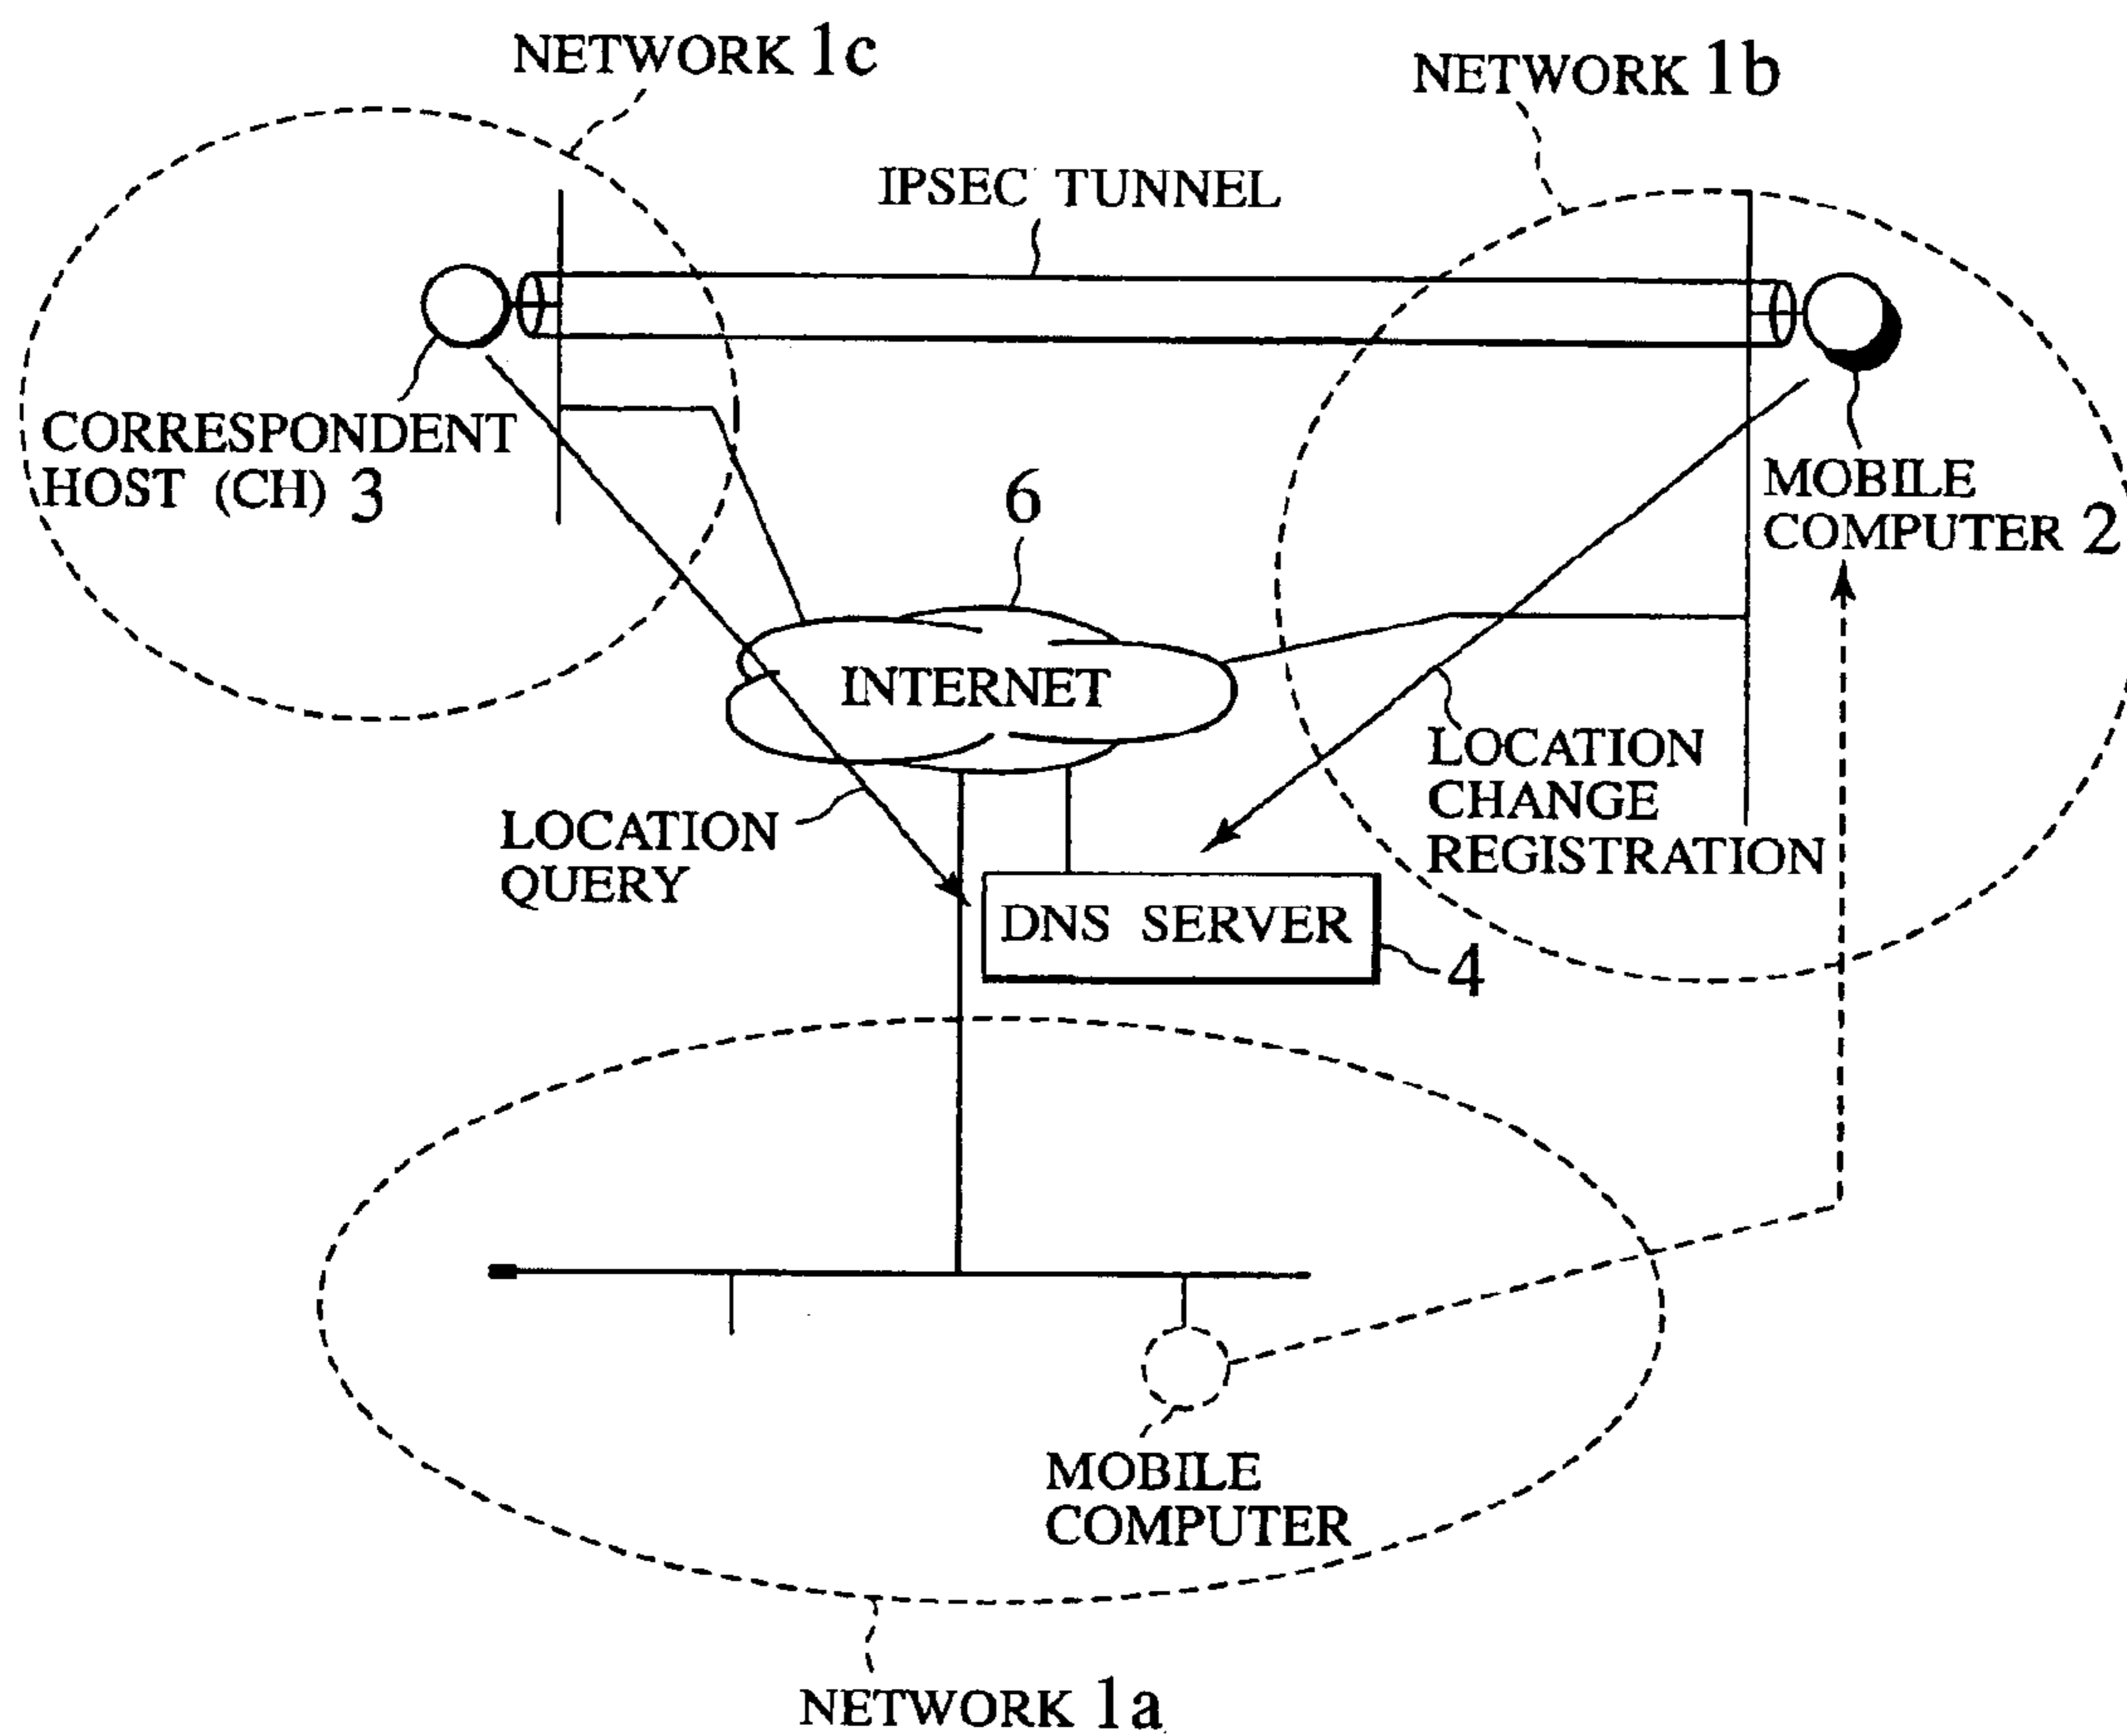 NETWORK 1c
NETWORK 1b
IPSEC TUNNEL
CORRESPONDENT
HOST (CH) 3
6
MOBILE
COMPUTER 2
INTERNET
LOCATION
CHANGE
REGISTRATION
LOCATION
QUERY
DNS SERVER
4
MOBILE
COMPUTER
NETWORK 1a